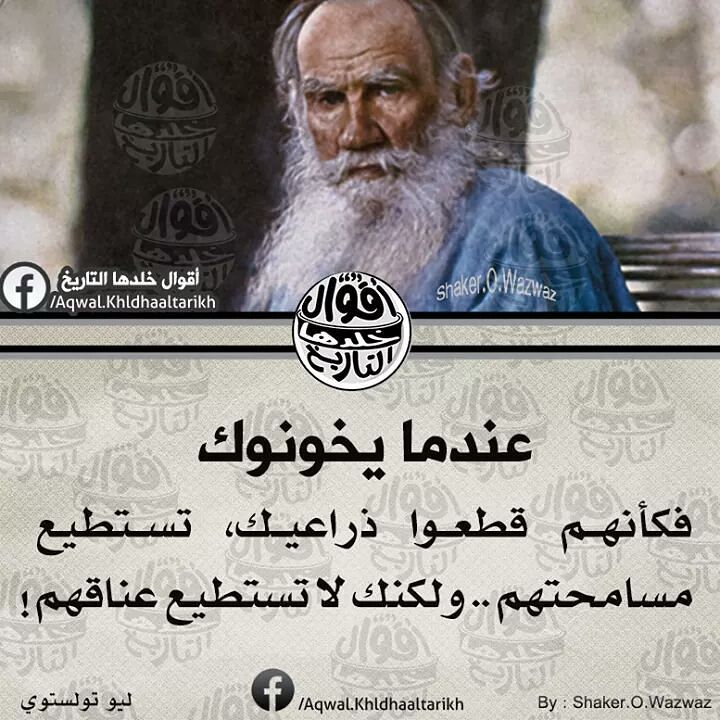 أقوال خلدها التاريخ
/Aqwal.Khldhaaltarikh
shaker.O.Wazwaz
أقوال
خلدها
التاريخ
عندما يخونوك
فكأنهم قطعوا ذراعيك، تستطيع
مسامحتهم .. ولكنك لا تستطيع عناقهم !
ليو تولستوي
/Aqwal.Khldhaaltarikh
By : Shaker.O.Wazwaz